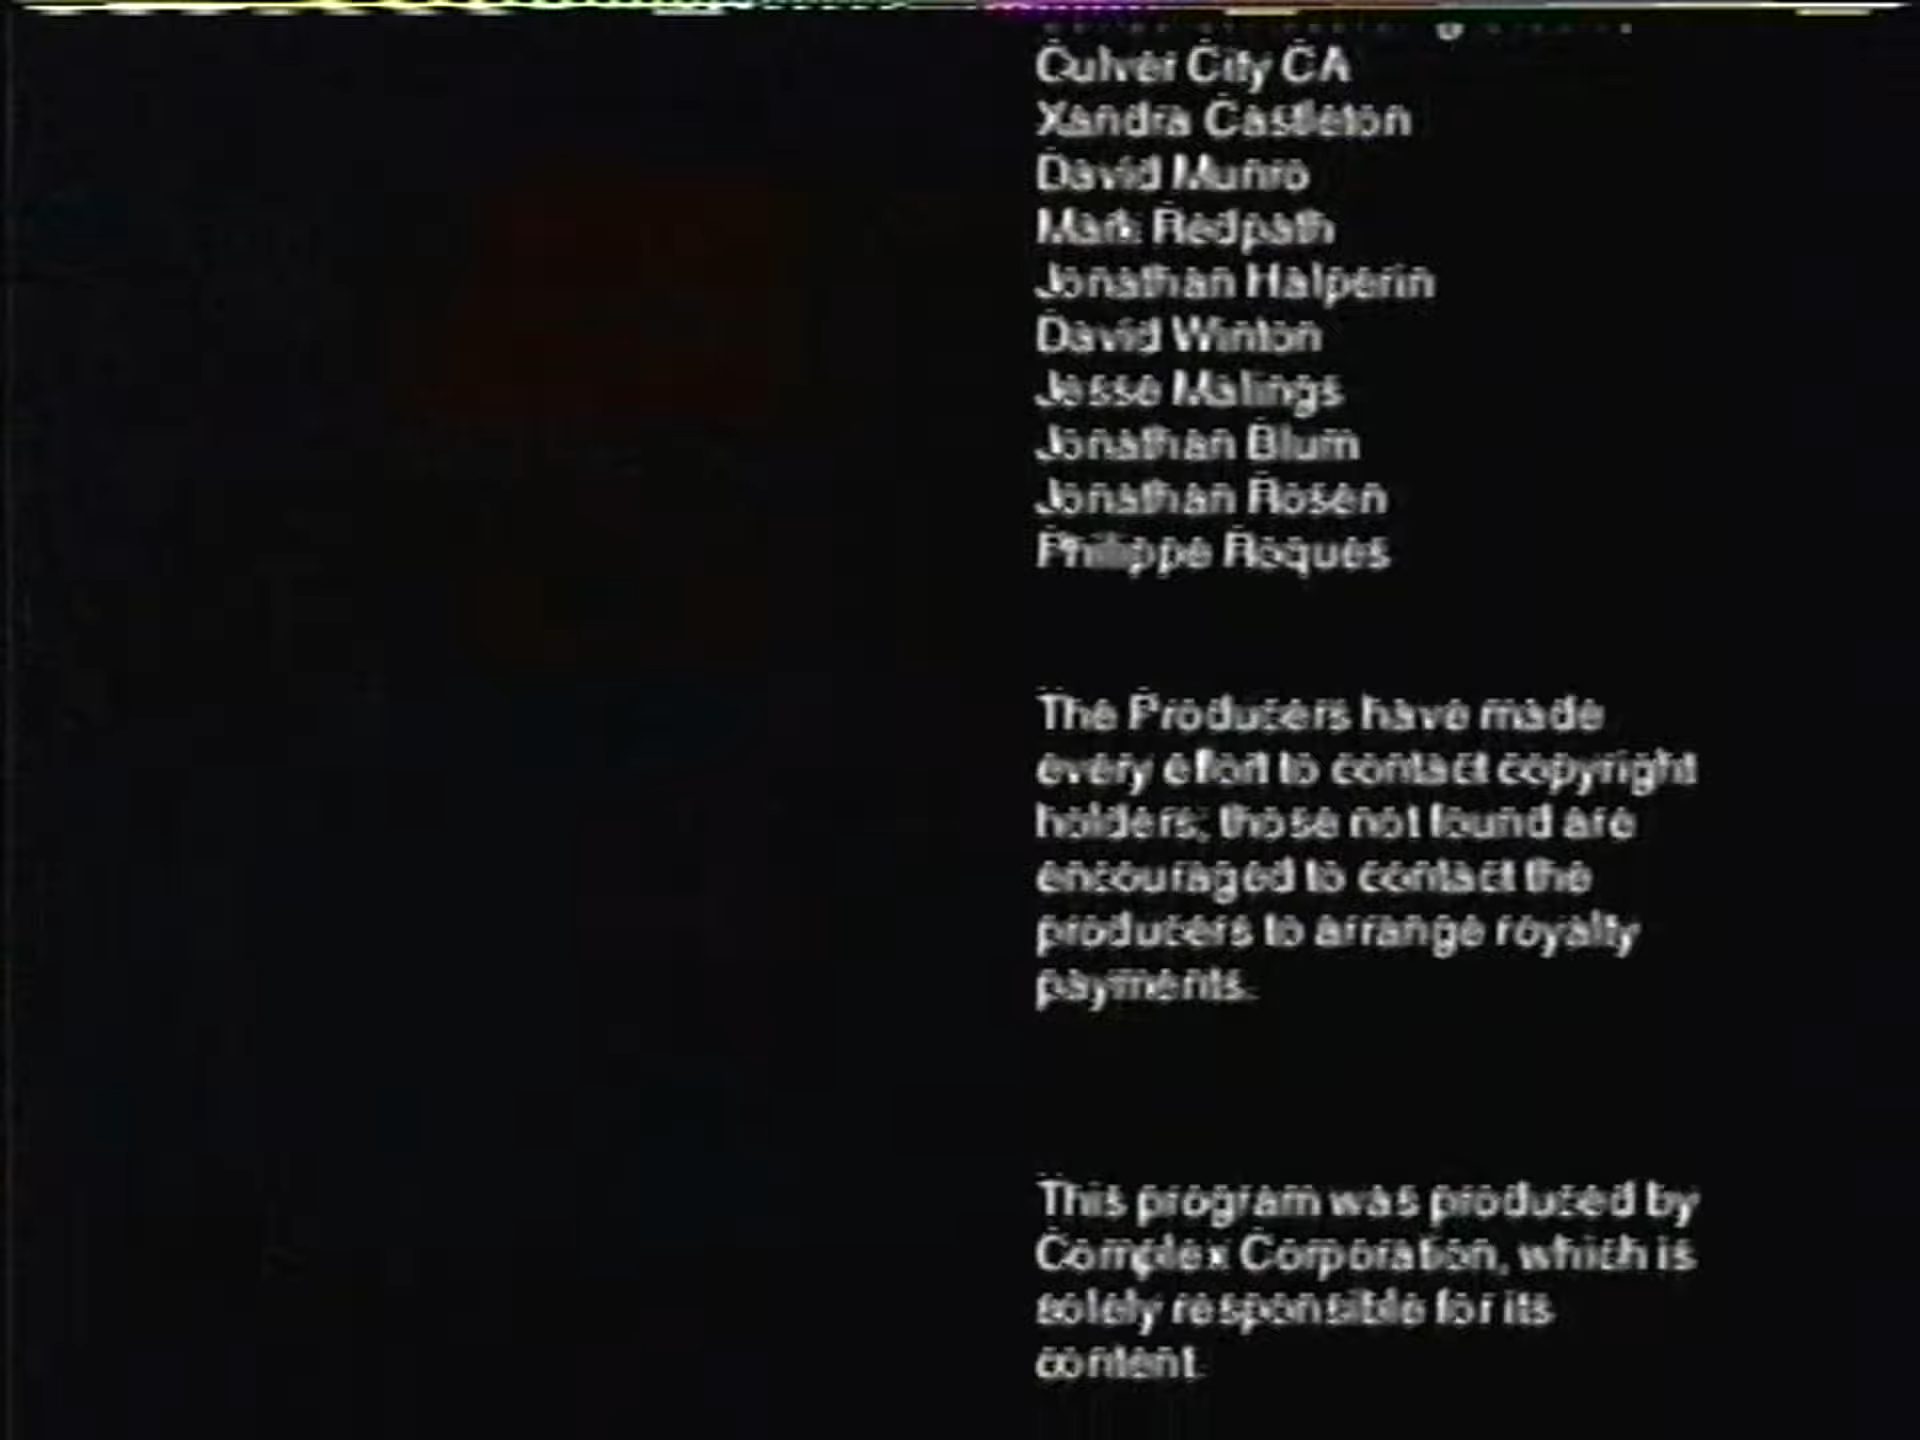 Culver City CA
Xandra Castleton
David Munro
Mark Redpath
Jonathan Halperin
David Winton
Jesse Malings
Jonathan Blum
Jonathan Rosen
Philippe Roques
The Producers have made
every effort to contact copyright
holders; those not found are
encouraged to contact the
producers to arrange royalty
payments.
This program was produced by
Complex Corporation, which is
solely responsible for its
content.